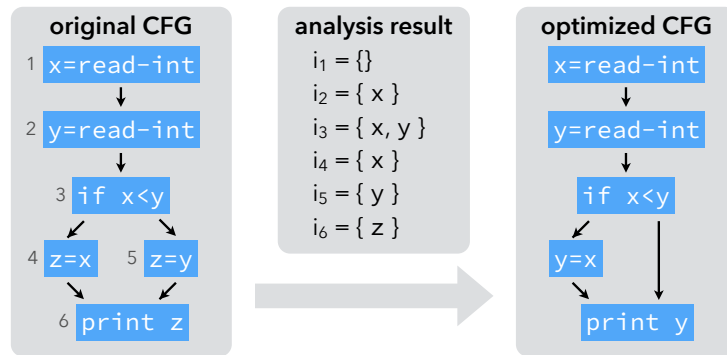 original CFG
1 x=read-int
2 y=read-int
3 if x<y
4 z=x 5 z=y
6 print z
analysis result
i₁ = {}
i₂ = { x }
i₃ = { x, y }
i₄ = { x }
i₅ = { y }
i₆ = { z }
optimized CFG
x=read-int
y=read-int
if x<y
y=x
print y